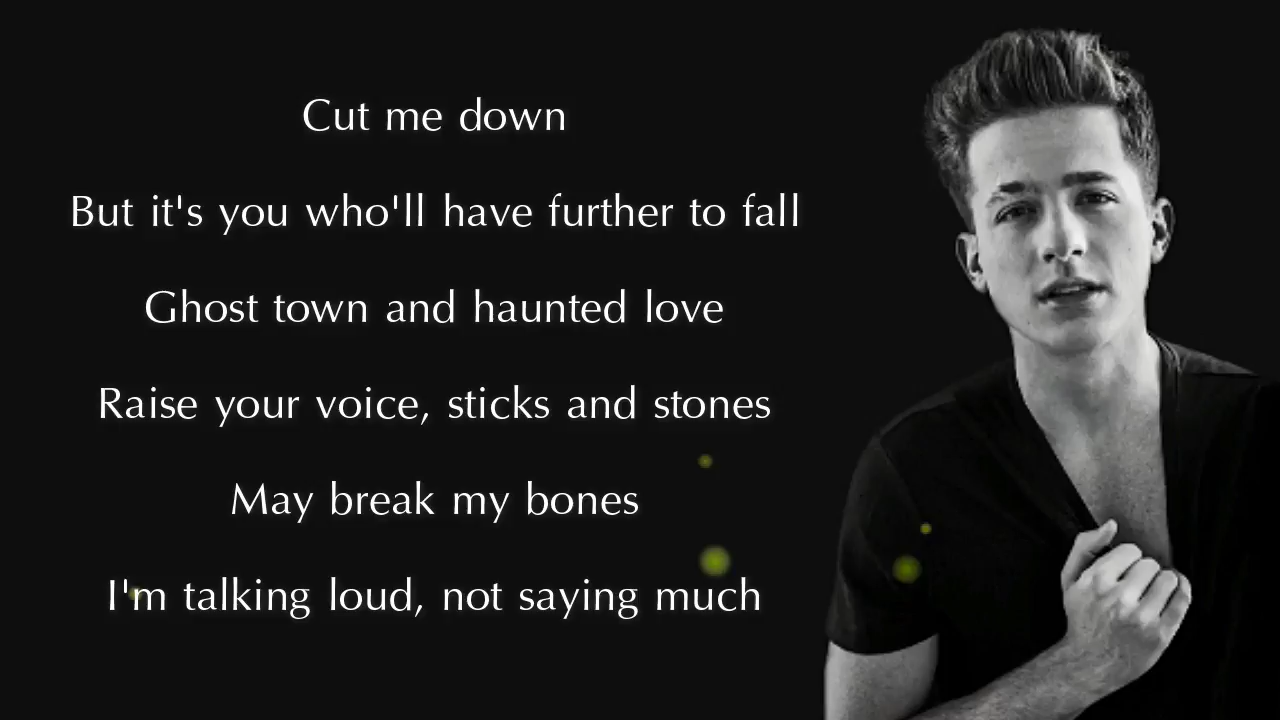 Cut me down
But it's you who'll have further to fall
Ghost town and haunted love
Raise your voice, sticks and stones
May break my bones
I'm talking loud, not saying much